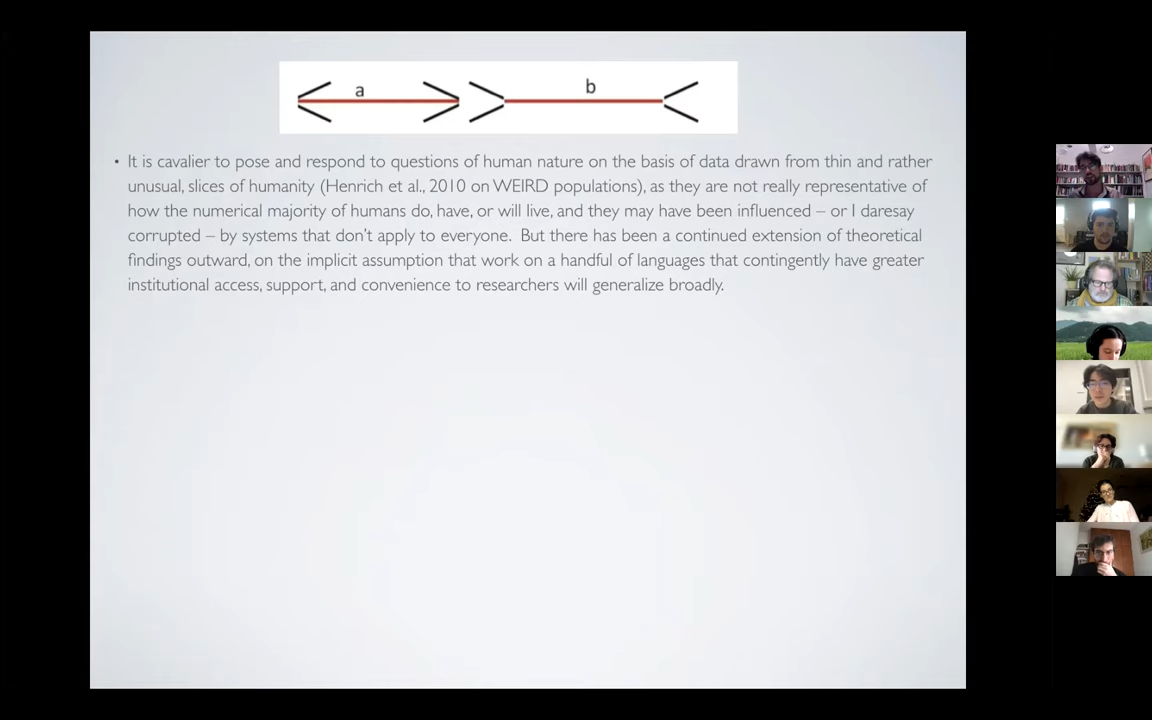 a b
• It is cavalier to pose and respond to questions of human nature on the basis of data drawn from thin and rather
unusual, slices of humanity (Henrich et al., 2010 on WEIRD populations), as they are not really representative of
how the numerical majority of humans do, have, or will live, and they may have been influenced – or I daresay
corrupted – by systems that don't apply to everyone.  But there has been a continued extension of theoretical
findings outward, on the implicit assumption that work on a handful of languages that contingently have greater
institutional access, support, and convenience to researchers will generalize broadly.